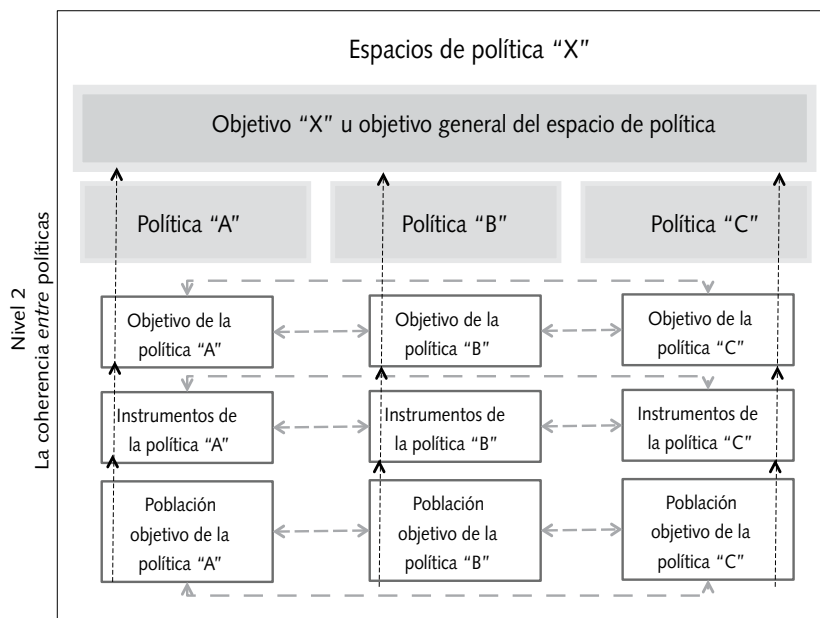 Espacios de política “X”
Objetivo “X” u objetivo general del espacio de política
Nivel 2
La coherencia entre políticas
Política “A”
Política “B”
Política “C”
Objetivo de la
política “A”
Objetivo de la
política “B”
Objetivo de la
política “C”
Instrumentos de
la política “A”
Instrumentos de
la política “B”
Instrumentos de
la política “C”
Población
objetivo de la
política “A”
Población
objetivo de la
política “B”
Población
objetivo de la
política “C”